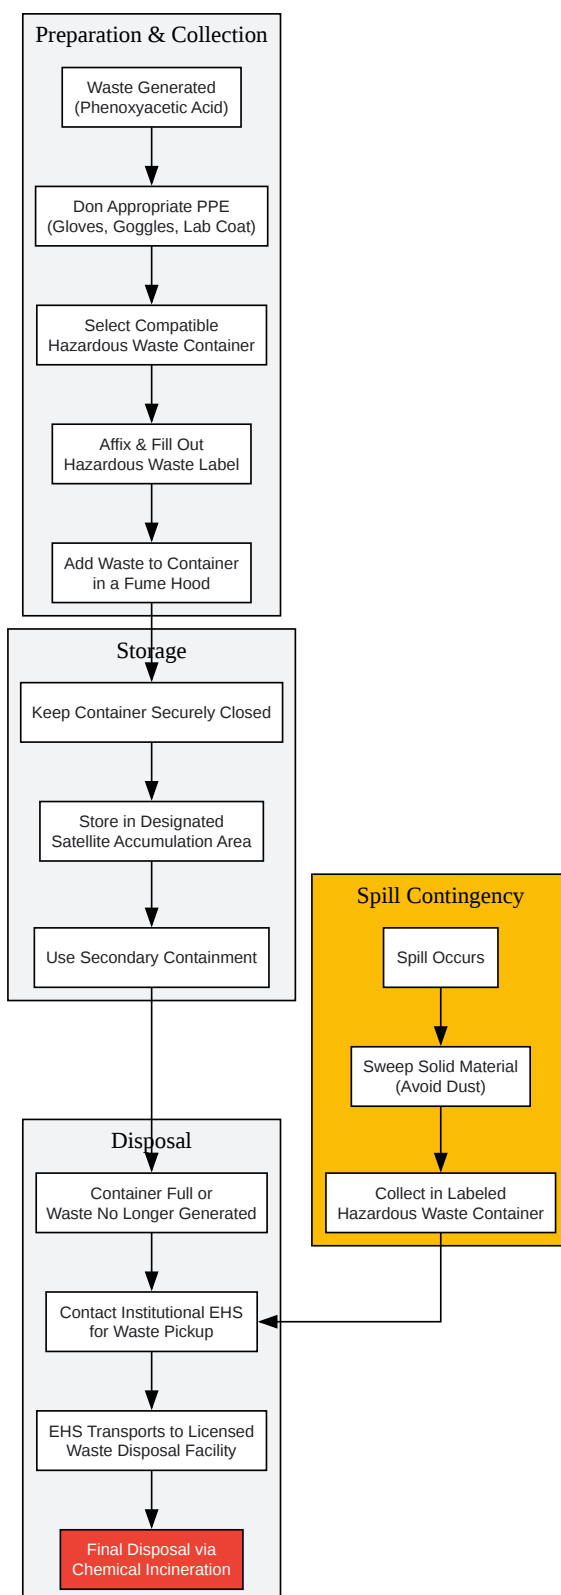 Preparation & Collection
Waste Generated
(Phenoxyacetic Acid)
Don Appropriate PPE
(Gloves, Goggles, Lab Coat)
Select Compatible
Hazardous Waste Container
Affix & Fill Out
Hazardous Waste Label
Add Waste to Container
in a Fume Hood
Storage
Keep Container Securely Closed
Store in Designated
Satellite Accumulation Area
Use Secondary Containment
Spill Contingency
Spill Occurs
Sweep Solid Material
(Avoid Dust)
Collect in Labeled
Hazardous Waste Container
Disposal
Container Full or
Waste No Longer Generated
Contact Institutional EHS
for Waste Pickup
EHS Transports to Licensed
Waste Disposal Facility
Final Disposal via
Chemical Incineration